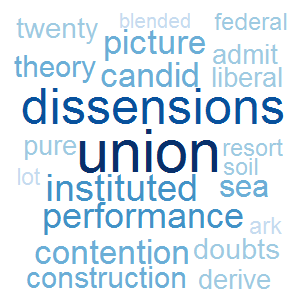 twenty blended federal
picture admit
theory candid liberal
dissensions
pure union resort
soil
lot instituted sea
performance ark
contention doubts
construction derive